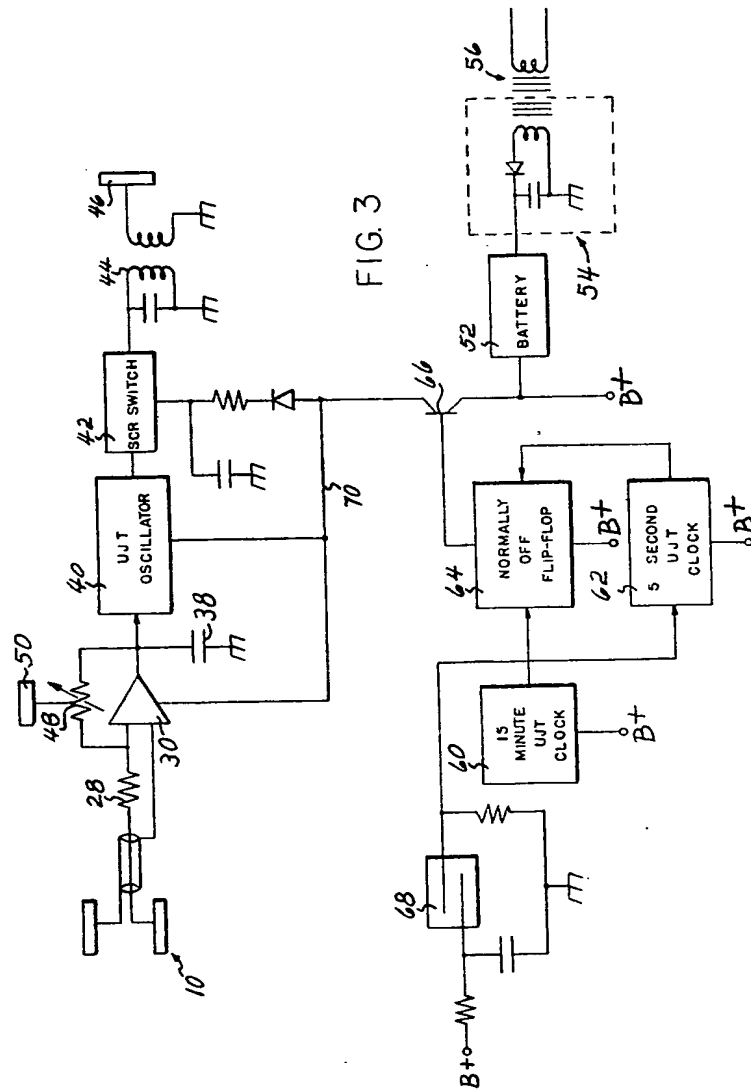 46
44
FIG. 3
56
42
SCR SWITCH
54
52
BATTERY
66
B+
70
40
UJT
OSCILLATOR
50
48
38
30
28
10
64
NORMALLY
OFF
FLIP-FLOP
B+
62
5 SECOND
UJT
CLOCK
B+
60
15
MINUTE
UJT
CLOCK
B+
68
B+